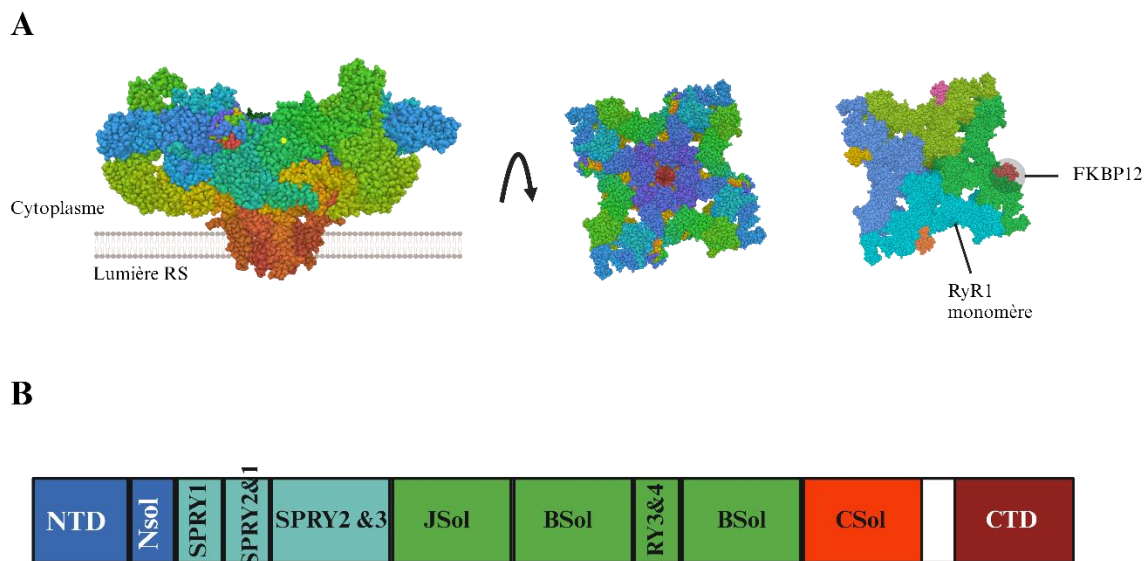 A
Cytoplasme
Lumière RS
FKBP12
RyR1
monomère
B
NTD
Nsol
SPRY1
SPRY2&1
SPRY2 &3
JSol
BSol
RY3&4
BSol
CSol
CTD